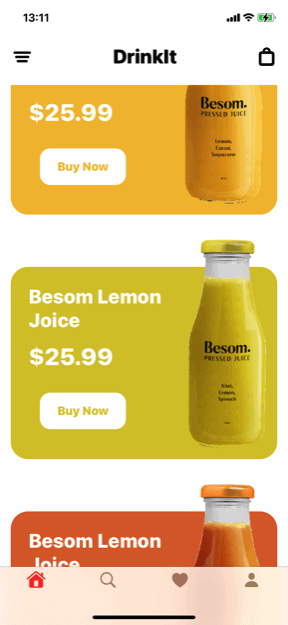 13:11
DrinkIt
$25.99
Buy Now
Besom.
PRESSED JUICE
Lemon,
Carrot,
Besom Lemon
Joice
$25.99
Buy Now
Besom.
PRESSED JUICE
Kiwi,
Lemon,
Spinach
Besom Lemon
Joice